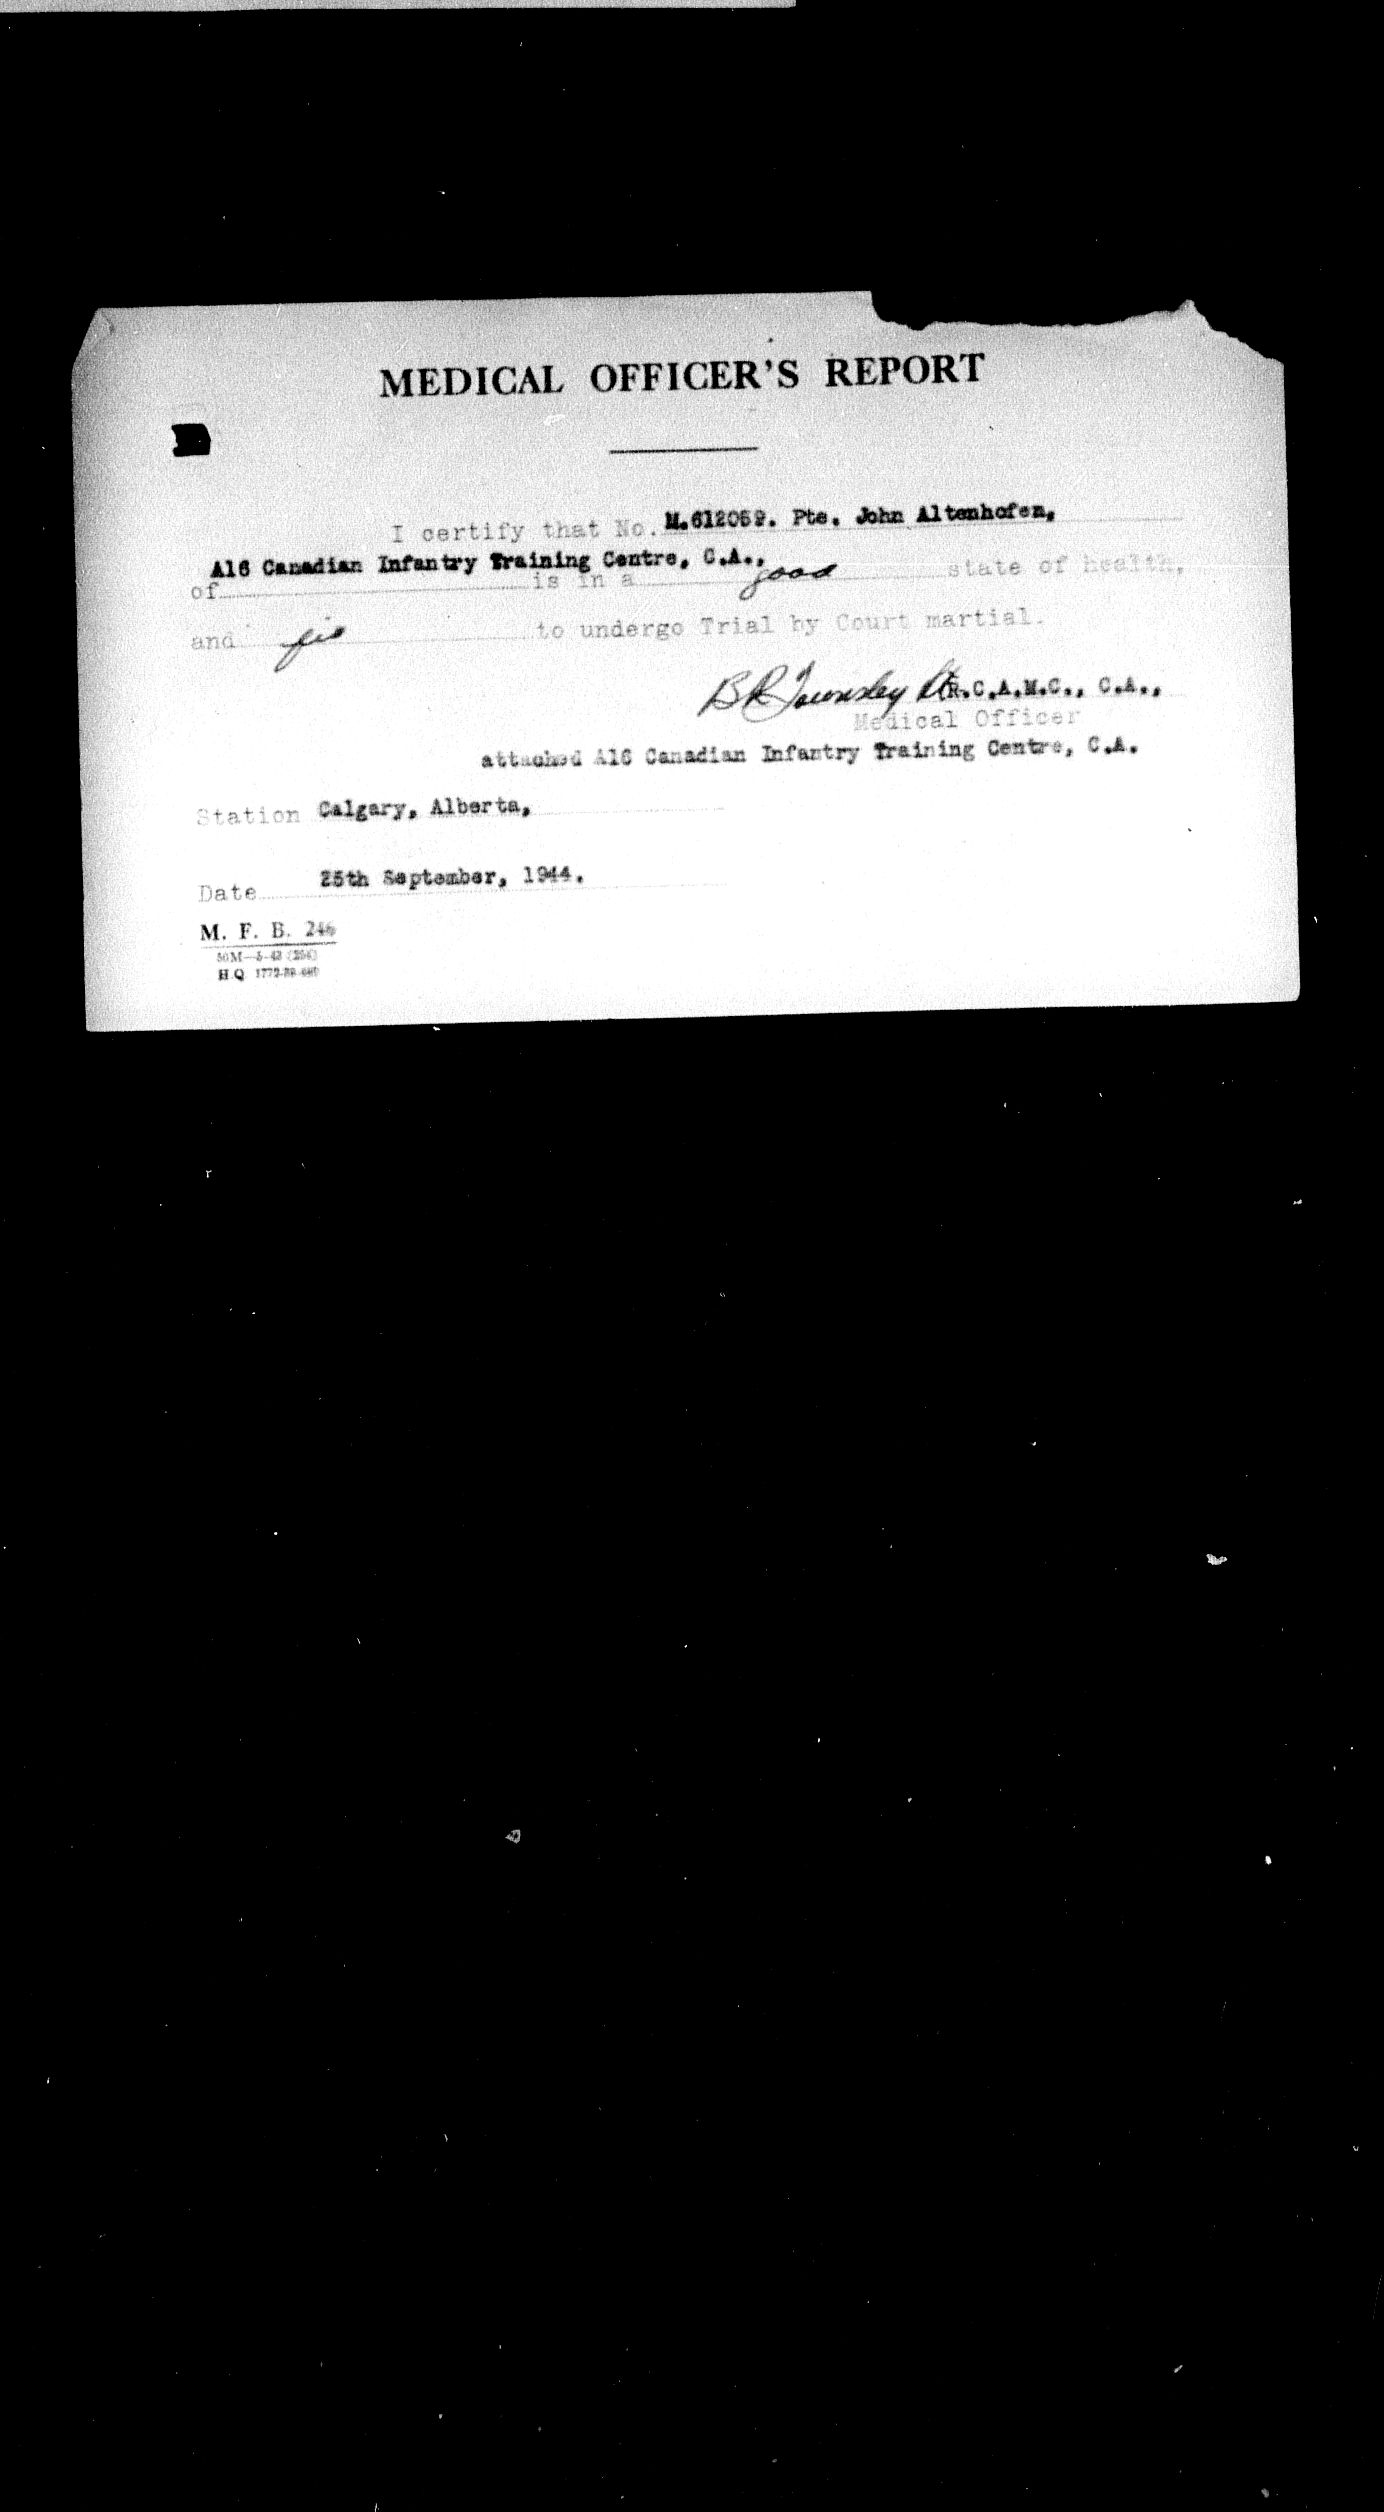 MEDICAL OFFICER'S REPORT
I certify that No. M.612059. Pte. John Altenhofen,
A16 Canadian Infantry Training Centre, C.A.,
of is in a good state of health,
and fit to undergo Trial by Court martial.
B R Townsley R.C.A.M.C., C.A.,
Medical Officer
attached A16 Canadian Infantry Training Centre, C.A.
Station Calgary, Alberta,
Date 25th September, 1944.
M. F. B. 246
H.Q.